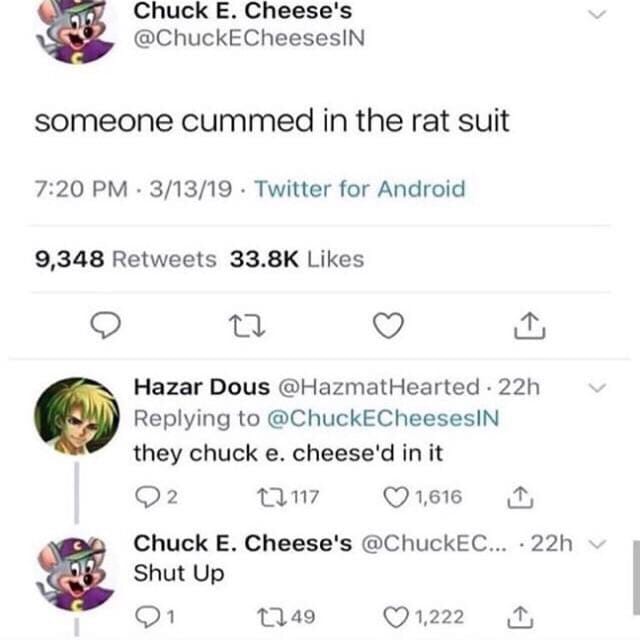 Chuck E. Cheese's
@ChuckECheesesIN
someone cummed in the rat suit
7:20 PM · 3/13/19 · Twitter for Android
9,348 Retweets 33.8K Likes
Hazar Dous @HazmatHearted · 22h
Replying to @ChuckECheesesIN
they chuck e. cheese'd in it
2 117 1,616
Chuck E. Cheese's @ChuckEC... · 22h
Shut Up
1 49 1,222